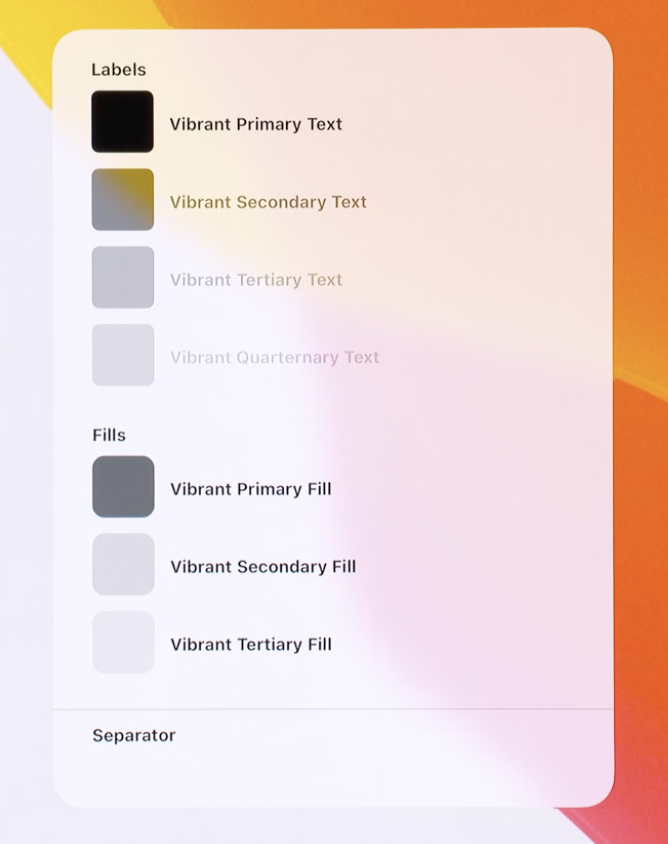 Labels
Vibrant Primary Text
Vibrant Secondary Text
Vibrant Tertiary Text
Vibrant Quarternary Text
Fills
Vibrant Primary Fill
Vibrant Secondary Fill
Vibrant Tertiary Fill
Separator